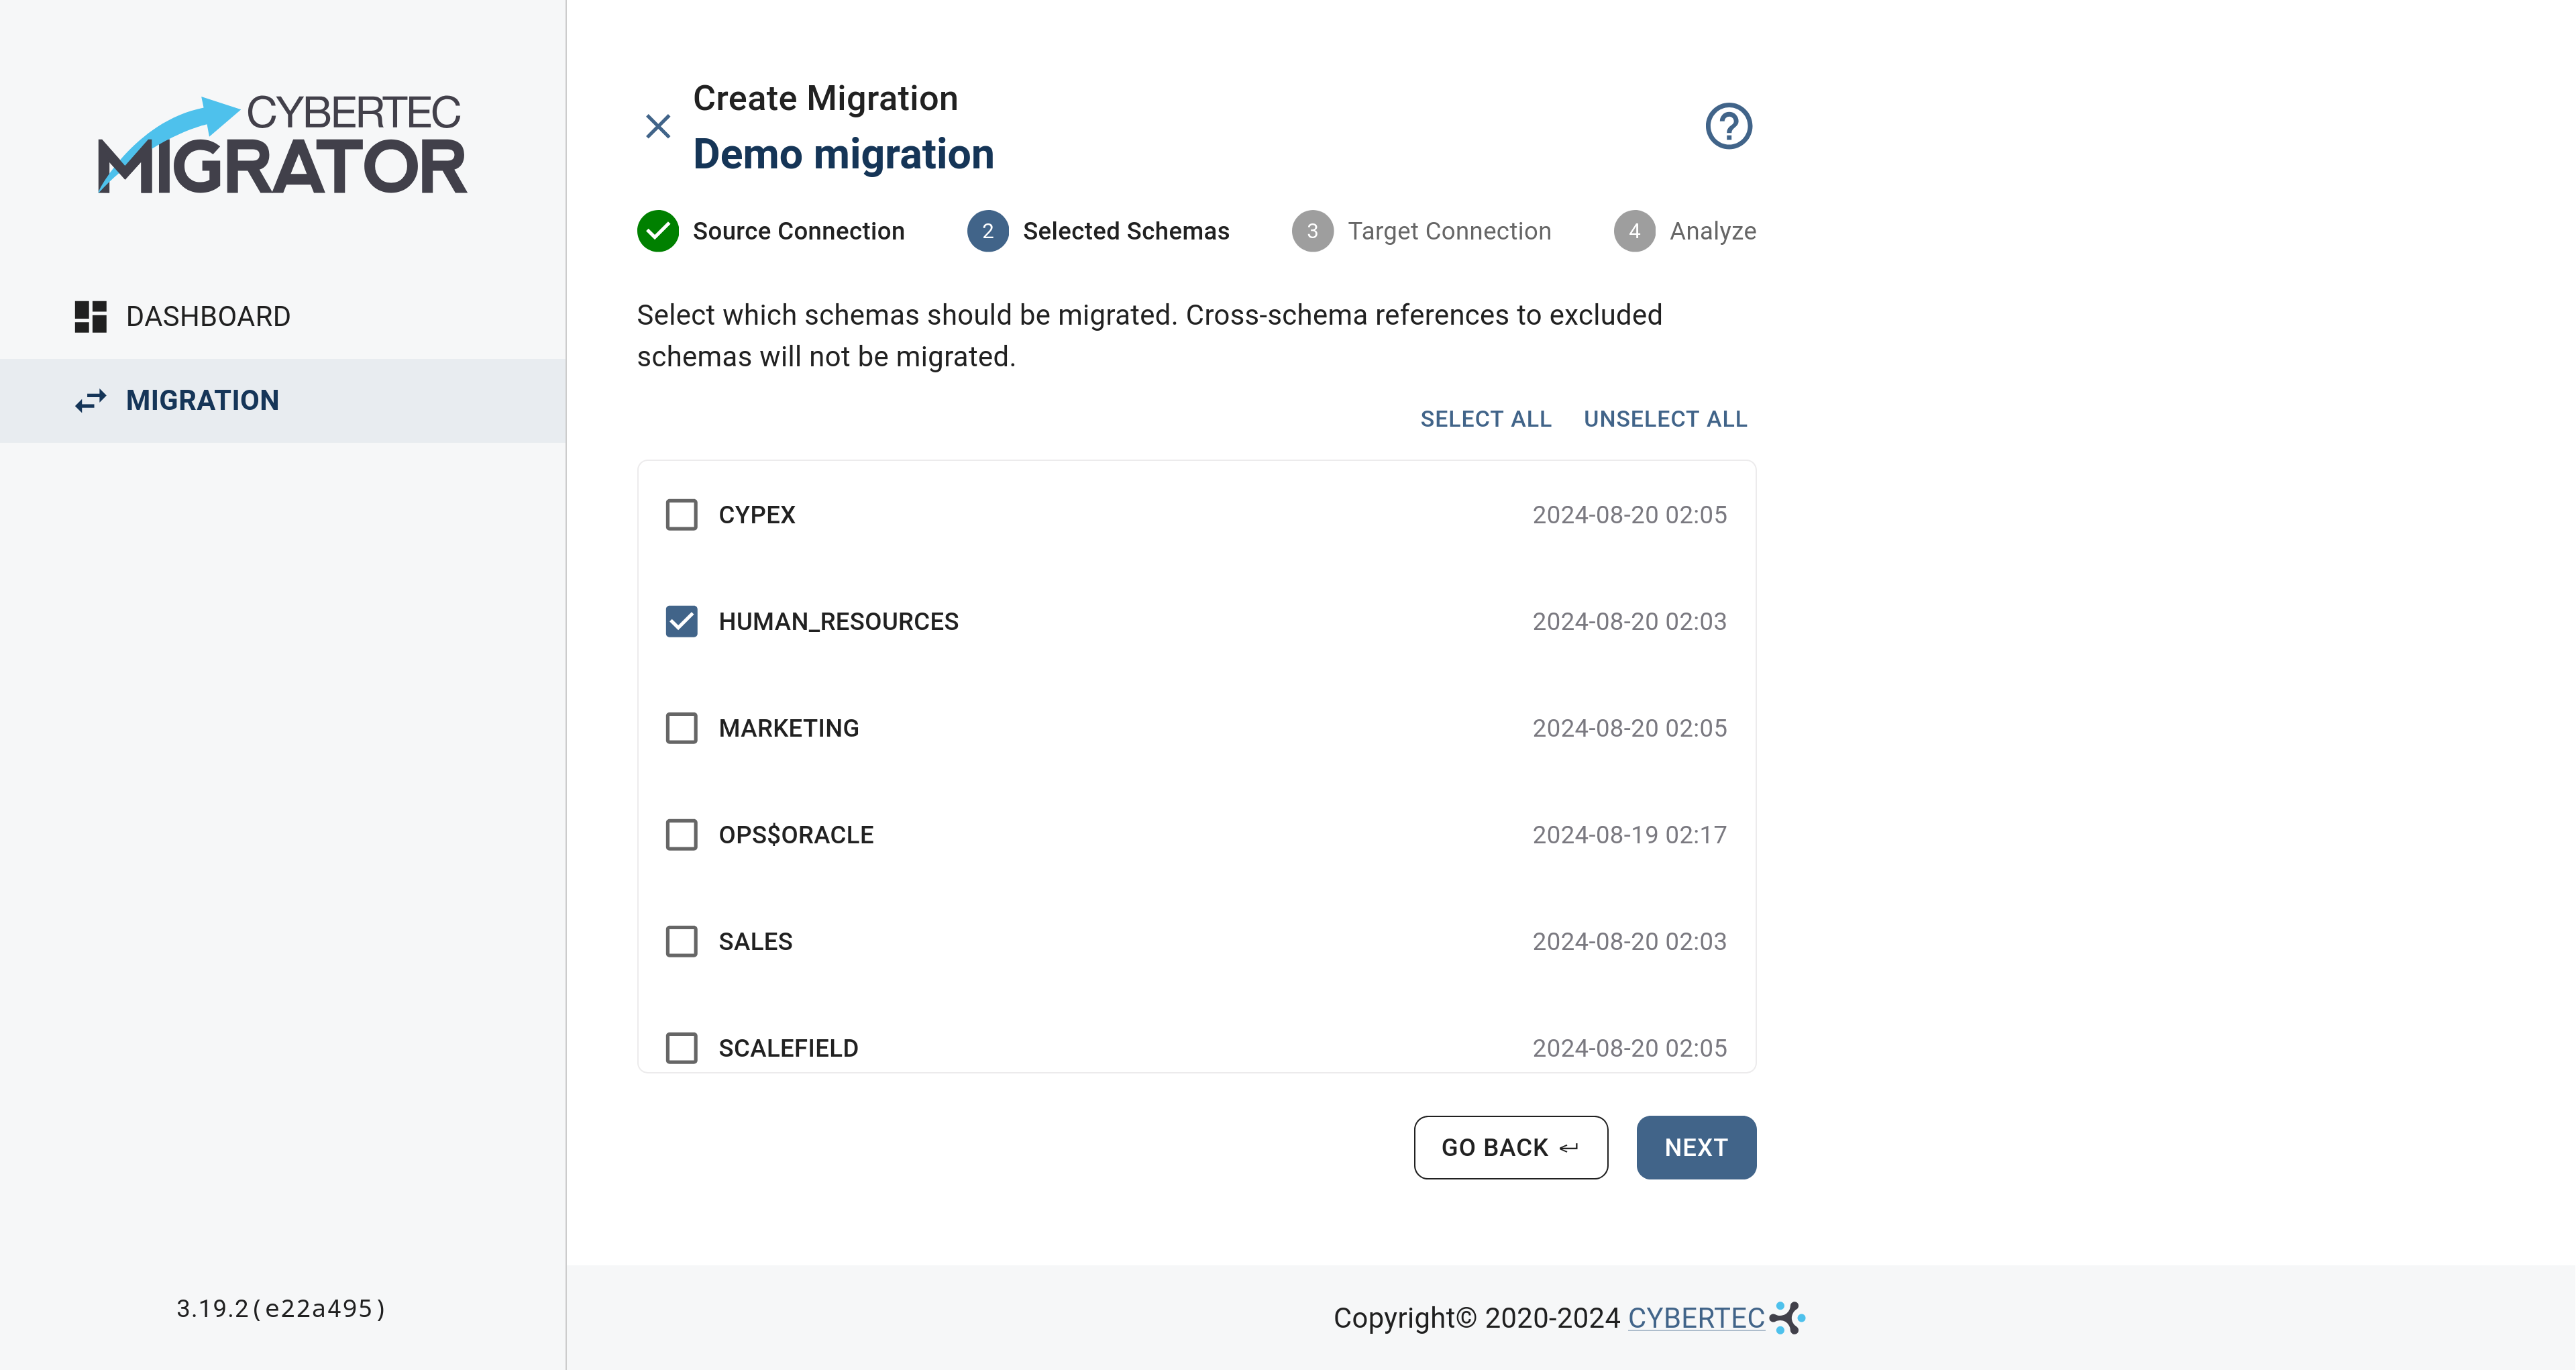 CYBERTEC
MIGRATOR
DASHBOARD
MIGRATION
3.19.2(e22a495)
Create Migration
Demo migration
?
Source Connection
2 Selected Schemas
3 Target Connection
4 Analyze
Select which schemas should be migrated. Cross-schema references to excluded
schemas will not be migrated.
SELECT ALL UNSELECT ALL
CYPEX 2024-08-20 02:05
HUMAN_RESOURCES 2024-08-20 02:03
MARKETING 2024-08-20 02:05
OPS$ORACLE 2024-08-19 02:17
SALES 2024-08-20 02:03
SCALEFIELD 2024-08-20 02:05
GO BACK ↵
NEXT
Copyright© 2020-2024 CYBERTEC